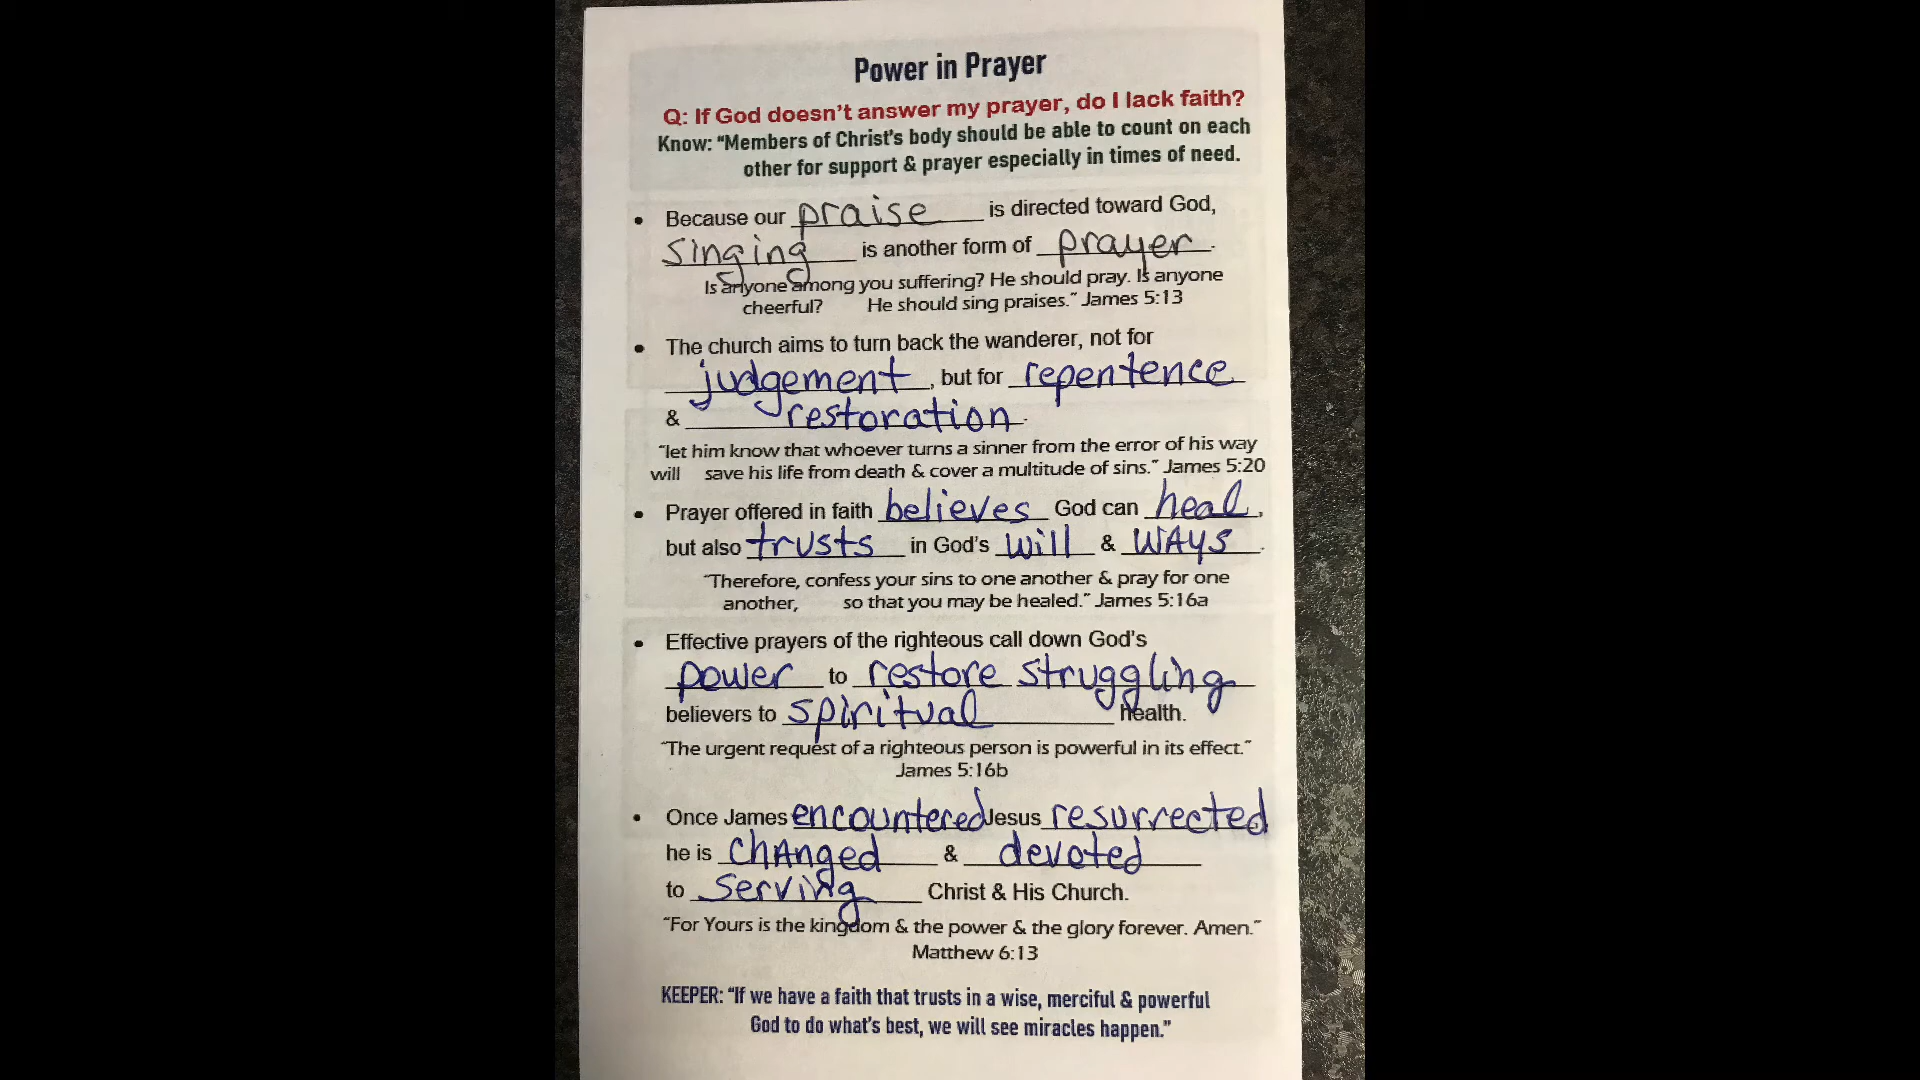 Power in Prayer
Q: If God doesn't answer my prayer, do I lack faith?
Know: "Members of Christ's body should be able to count on each
other for support & prayer especially in times of need.
• Because our praise is directed toward God,
singing is another form of prayer.
Is anyone among you suffering? He should pray. Is anyone
cheerful? He should sing praises." James 5:13
• The church aims to turn back the wanderer, not for
judgement, but for repentence
& restoration.
"let him know that whoever turns a sinner from the error of his way
will save his life from death & cover a multitude of sins." James 5:20
• Prayer offered in faith believes God can heal,
but also trusts in God's will & WAYS.
"Therefore, confess your sins to one another & pray for one
another, so that you may be healed." James 5:16a
• Effective prayers of the righteous call down God's
power to restore struggling
believers to spiritual health.
"The urgent request of a righteous person is powerful in its effect."
James 5:16b
• Once James encountered Jesus resurrected
he is chAnged & devoted
to serving Christ & His Church.
"For Yours is the kingdom & the power & the glory forever. Amen."
Matthew 6:13
KEEPER: "If we have a faith that trusts in a wise, merciful & powerful
God to do what's best, we will see miracles happen."